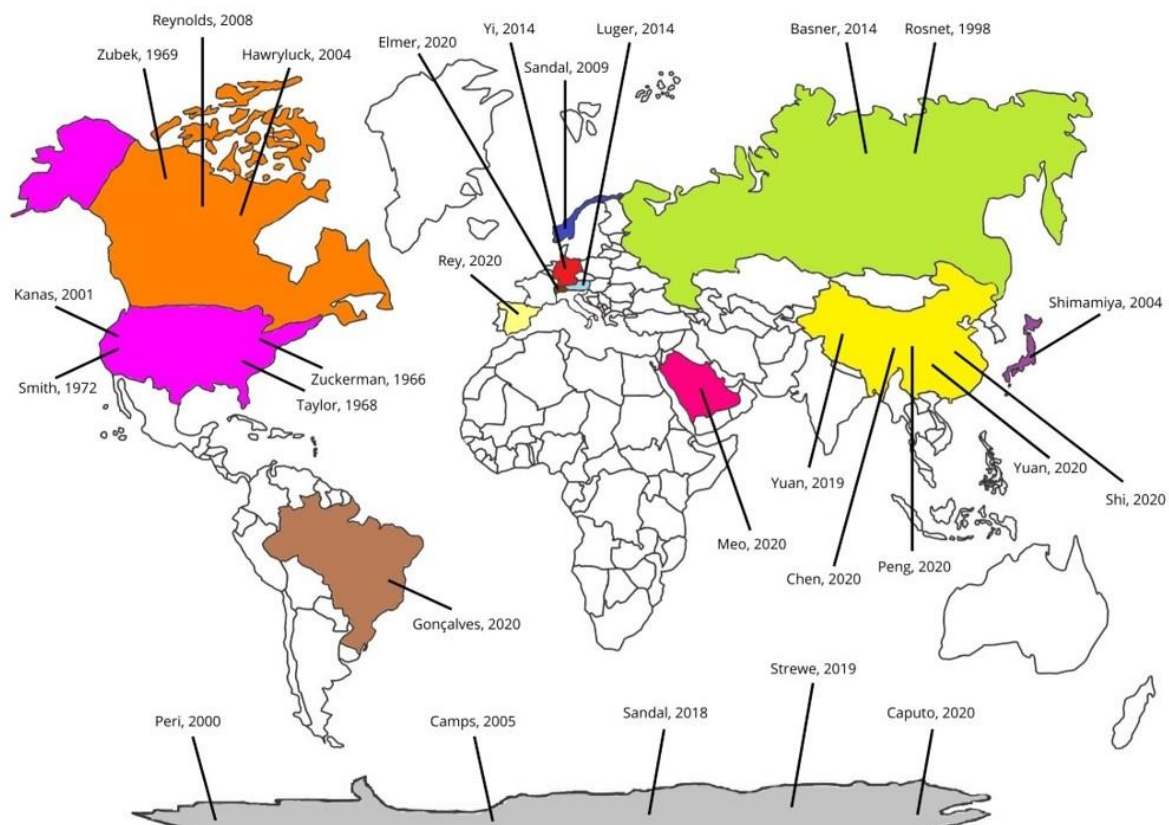 Reynolds, 2008
Zubek, 1969
Hawryluck, 2004
Elmer, 2020
Yi, 2014
Luger, 2014
Sandal, 2009
Basner, 2014
Rosnet, 1998
Rey, 2020
Kanas, 2001
Smith, 1972
Zuckerman, 1966
Taylor, 1968
Shimamiya, 2004
Yuan, 2019
Yuan, 2020
Shi, 2020
Meo, 2020
Chen, 2020
Peng, 2020
Gonçalves, 2020
Strewe, 2019
Peri, 2000
Camps, 2005
Sandal, 2018
Caputo, 2020